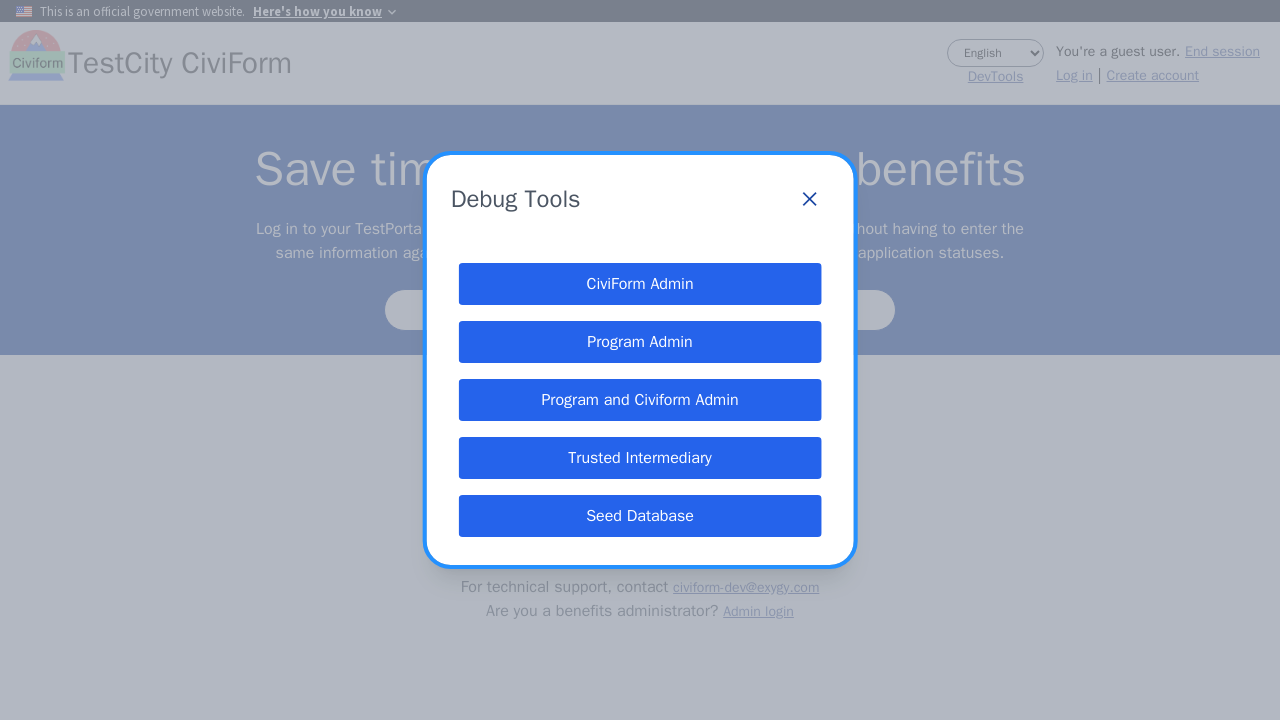 This is an official government website. Here's how you know
Civiform TestCity CiviForm
English
You're a guest user. End session
DevTools
Log in | Create account
Save tim benefits
Log in to your TestPorta hout having to enter the
same information aga application statuses.
Debug Tools
CiviForm Admin
Program Admin
Program and Civiform Admin
Trusted Intermediary
Seed Database
For technical support, contact civiform-dev@exygy.com
Are you a benefits administrator? Admin login